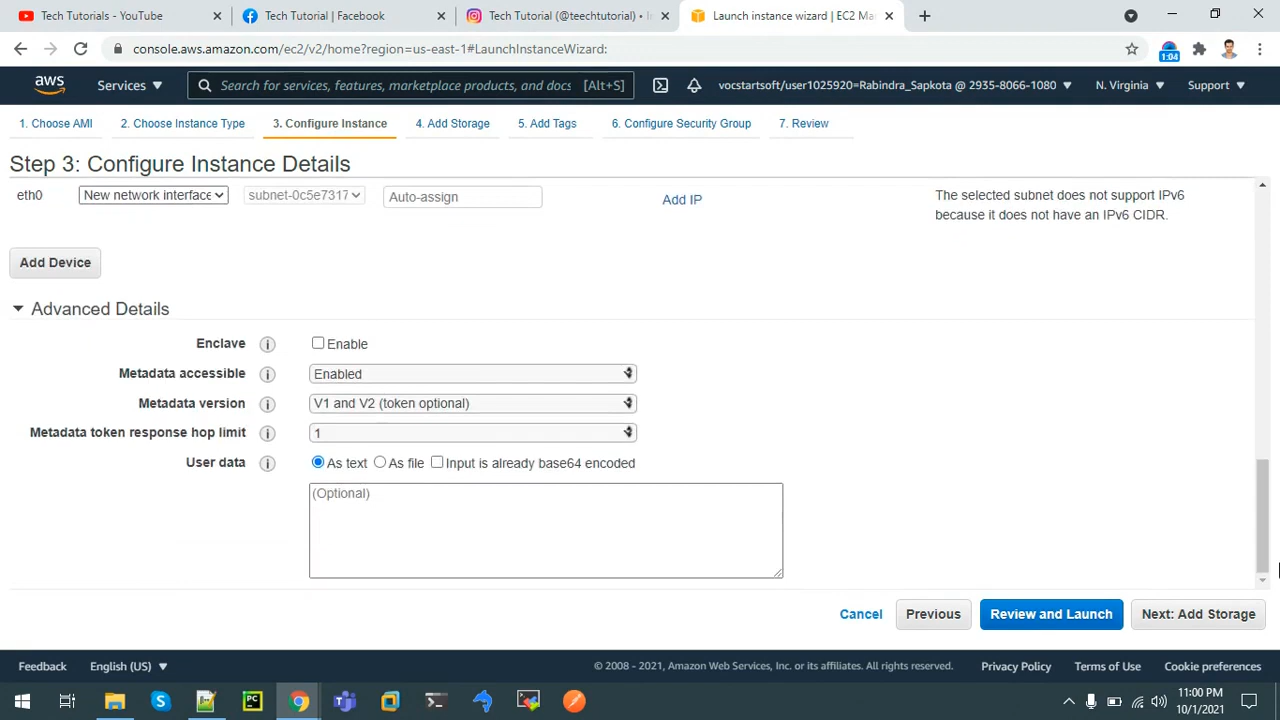 Tech Tutorials - YouTube
Tech Tutorial | Facebook
Tech Tutorial (@teechtutorial) • I
Launch instance wizard | EC2 Ma
console.aws.amazon.com/ec2/v2/home?region=us-east-1#LaunchInstanceWizard:
1:04
aws
Services
Search for services, features, marketplace products, and docs [Alt+S]
vocstartsoft/user1025920=Rabindra_Sapkota @ 2935-8066-1080
N. Virginia
Support
1. Choose AMI
2. Choose Instance Type
3. Configure Instance
4. Add Storage
5. Add Tags
6. Configure Security Group
7. Review
Step 3: Configure Instance Details
eth0
New network interface
subnet-0c5e7317
Auto-assign
Add IP
The selected subnet does not support IPv6
because it does not have an IPv6 CIDR.
Add Device
Advanced Details
Enclave
Enable
Metadata accessible
Enabled
Metadata version
V1 and V2 (token optional)
Metadata token response hop limit
1
User data
As text
As file
Input is already base64 encoded
(Optional)
Cancel
Previous
Review and Launch
Next: Add Storage
Feedback
English (US)
© 2008 - 2021, Amazon Web Services, Inc. or its affiliates. All rights reserved.
Privacy Policy
Terms of Use
Cookie preferences
11:00 PM
10/1/2021